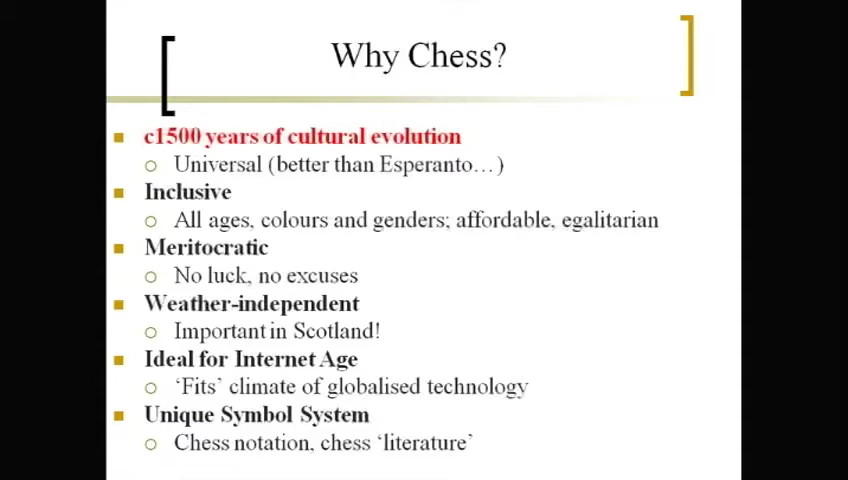 Why Chess?
c1500 years of cultural evolution
Universal (better than Esperanto…)
Inclusive
All ages, colours and genders; affordable, egalitarian
Meritocratic
No luck, no excuses
Weather-independent
Important in Scotland!
Ideal for Internet Age
‘Fits’ climate of globalised technology
Unique Symbol System
Chess notation, chess ‘literature’